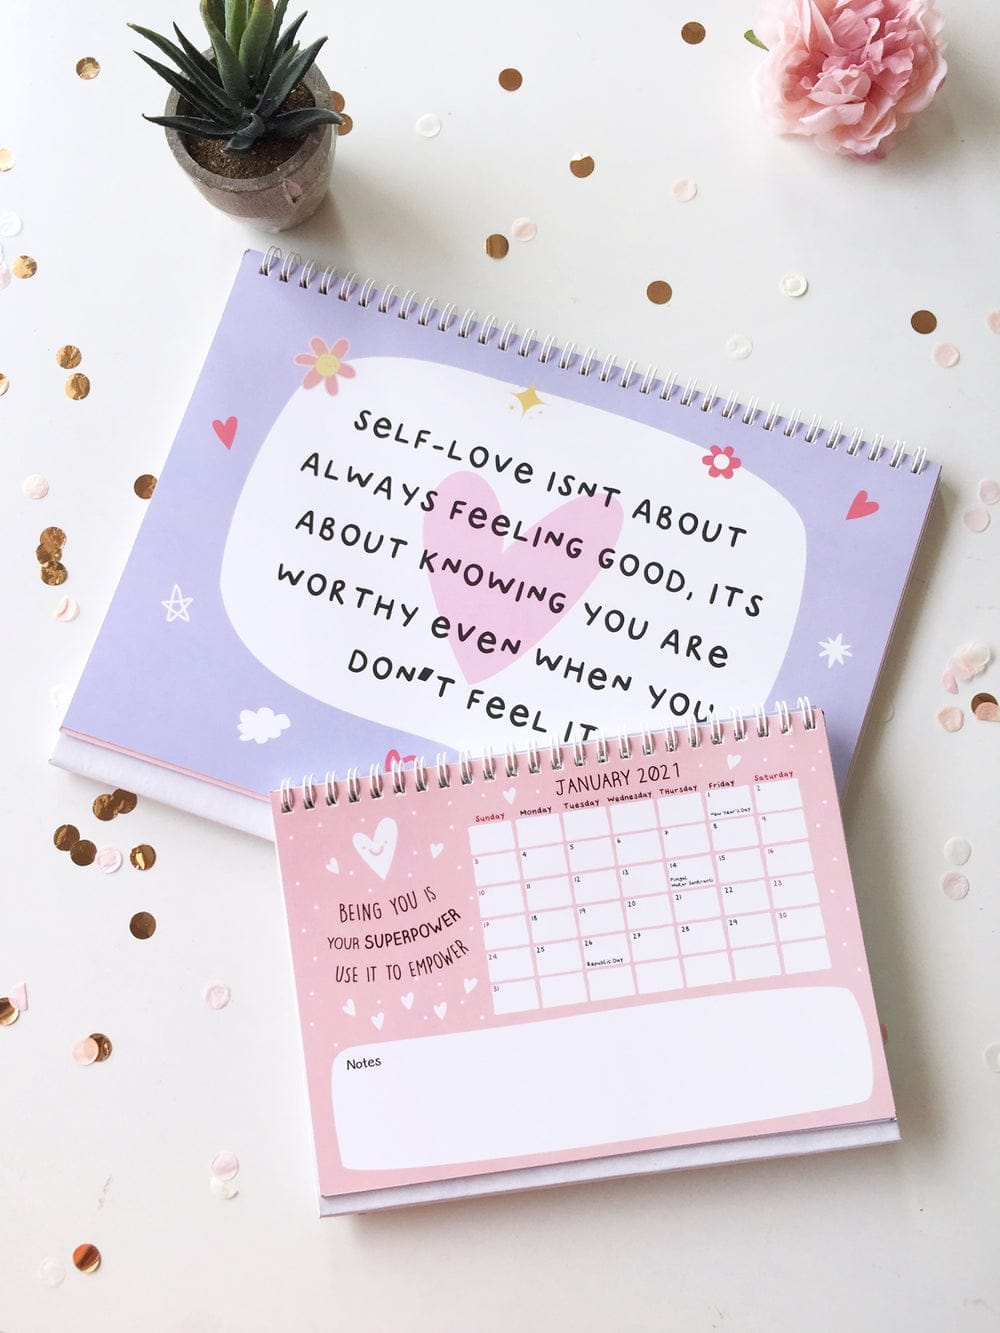 SELF-LOVE ISNT ABOUT
ALWAYS FEELING GOOD, ITS
ABOUT KNOWING YOU ARE
WORTHY EVEN WHEN YOU
DON'T FEEL IT
JANUARY 2021
Sunday Monday Tuesday Wednesday Thursday Friday Saturday
1 2
New Year's Day
3 4 5 6 7 8 9
10 11 12 13 14 15 16
Pongal
Makar Sankranti
17 18 19 20 21 22 23
24 25 26 27 28 29 30
Republic Day
31
BEING YOU IS
YOUR SUPERPOWER
USE IT TO EMPOWER
Notes